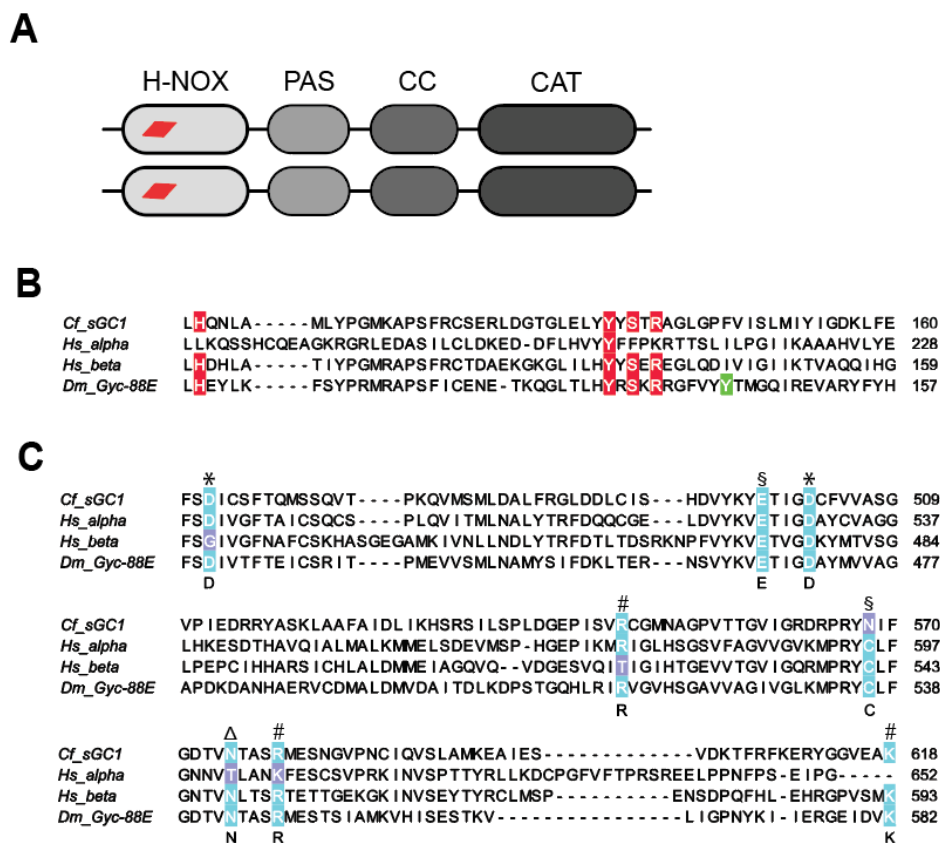 A
H-NOX PAS CC CAT
B
Cf_sGC1 LHQNLA-----MLYPGMKAPSFRCSERLDGTGLELYYYSTRAGLGPFVISLMIYIGDKLFE 160
Hs_alpha LLKQSSHCQEAGKRGRLEDASILCLDKED-DFLHVYYFFPKRTTSLILPGIIKAAAHVLYE 228
Hs_beta LHDHLA-----TIYPGMRAPSFRCTDAEKGKGLILHYYSEREGLQDIVIGIIKTVAQQIHG 159
Dm_Gyc-88E LHEYLK-----FSYPRMRAPSFICENE-TKQGLTLHYRSKRRGFVYYTMGQIREVARYFYH 157
C
* § *
Cf_sGC1 FSDICSFTQMSSQVT----PKQVMSMLDALFRGLDDLCIS---HDVYKYETIGDCFVVASG 509
Hs_alpha FSDIVGFTAICSQCS----PLQVITMLNALYTRFDQQCGE---LDVYKVETIGDAYCVAGG 537
Hs_beta FSGIVGFNAFCSKHASGEGAMKIVNLLNDLYTRFDTLTDSRKNPFVYKVETVGDKYMTVSG 484
Dm_Gyc-88E FSDIVTFTEICSRIT----PMEVVSMLNAMYSIFDKLTER---NSVYKVETIGDAYMVVAG 477
D E D
# §
Cf_sGC1 VPIEDRRYASKLAAFAIDLIKHSRSILSPLDGEPISVRCGMNAGPVTTGVIGRDRPRYNIF 570
Hs_alpha LHKESDTHAVQIALMALKMMELSDEVMSP-HGEPIKMRIGLHSGSVFAGVVGVKMPRYCLF 597
Hs_beta LPEPCIHHARSICHLALDMMEIAGQVQ--VDGESVQITIGIHTGEVVTGVIGQRMPRYCLF 543
Dm_Gyc-88E APDKDANHAERVCDMALDMVDAITDLKDPSTGQHLRIRVGVHSGAVVAGIVGLKMPRYCLF 538
R C
Δ # #
Cf_sGC1 GDTVNTASRMESNGVPNCIQVSLAMKEAIES-------------VDKTFRFKERYGGVEAK 618
Hs_alpha GNNVTLANKFESCSVPRKINVSPTTYRLLKDCPGFVFTPRSREELPPNFPS-EIPG----- 652
Hs_beta GNTVNLTSRTETTGEKGKINVSEYTYRCLMSP----------ENSDPQFHL-EHRGPVSMK 593
Dm_Gyc-88E GDTVNTASRMESTSIAMKVHISESTKV----------------LIGPNYKI-IERGEIDVK 582
N R K